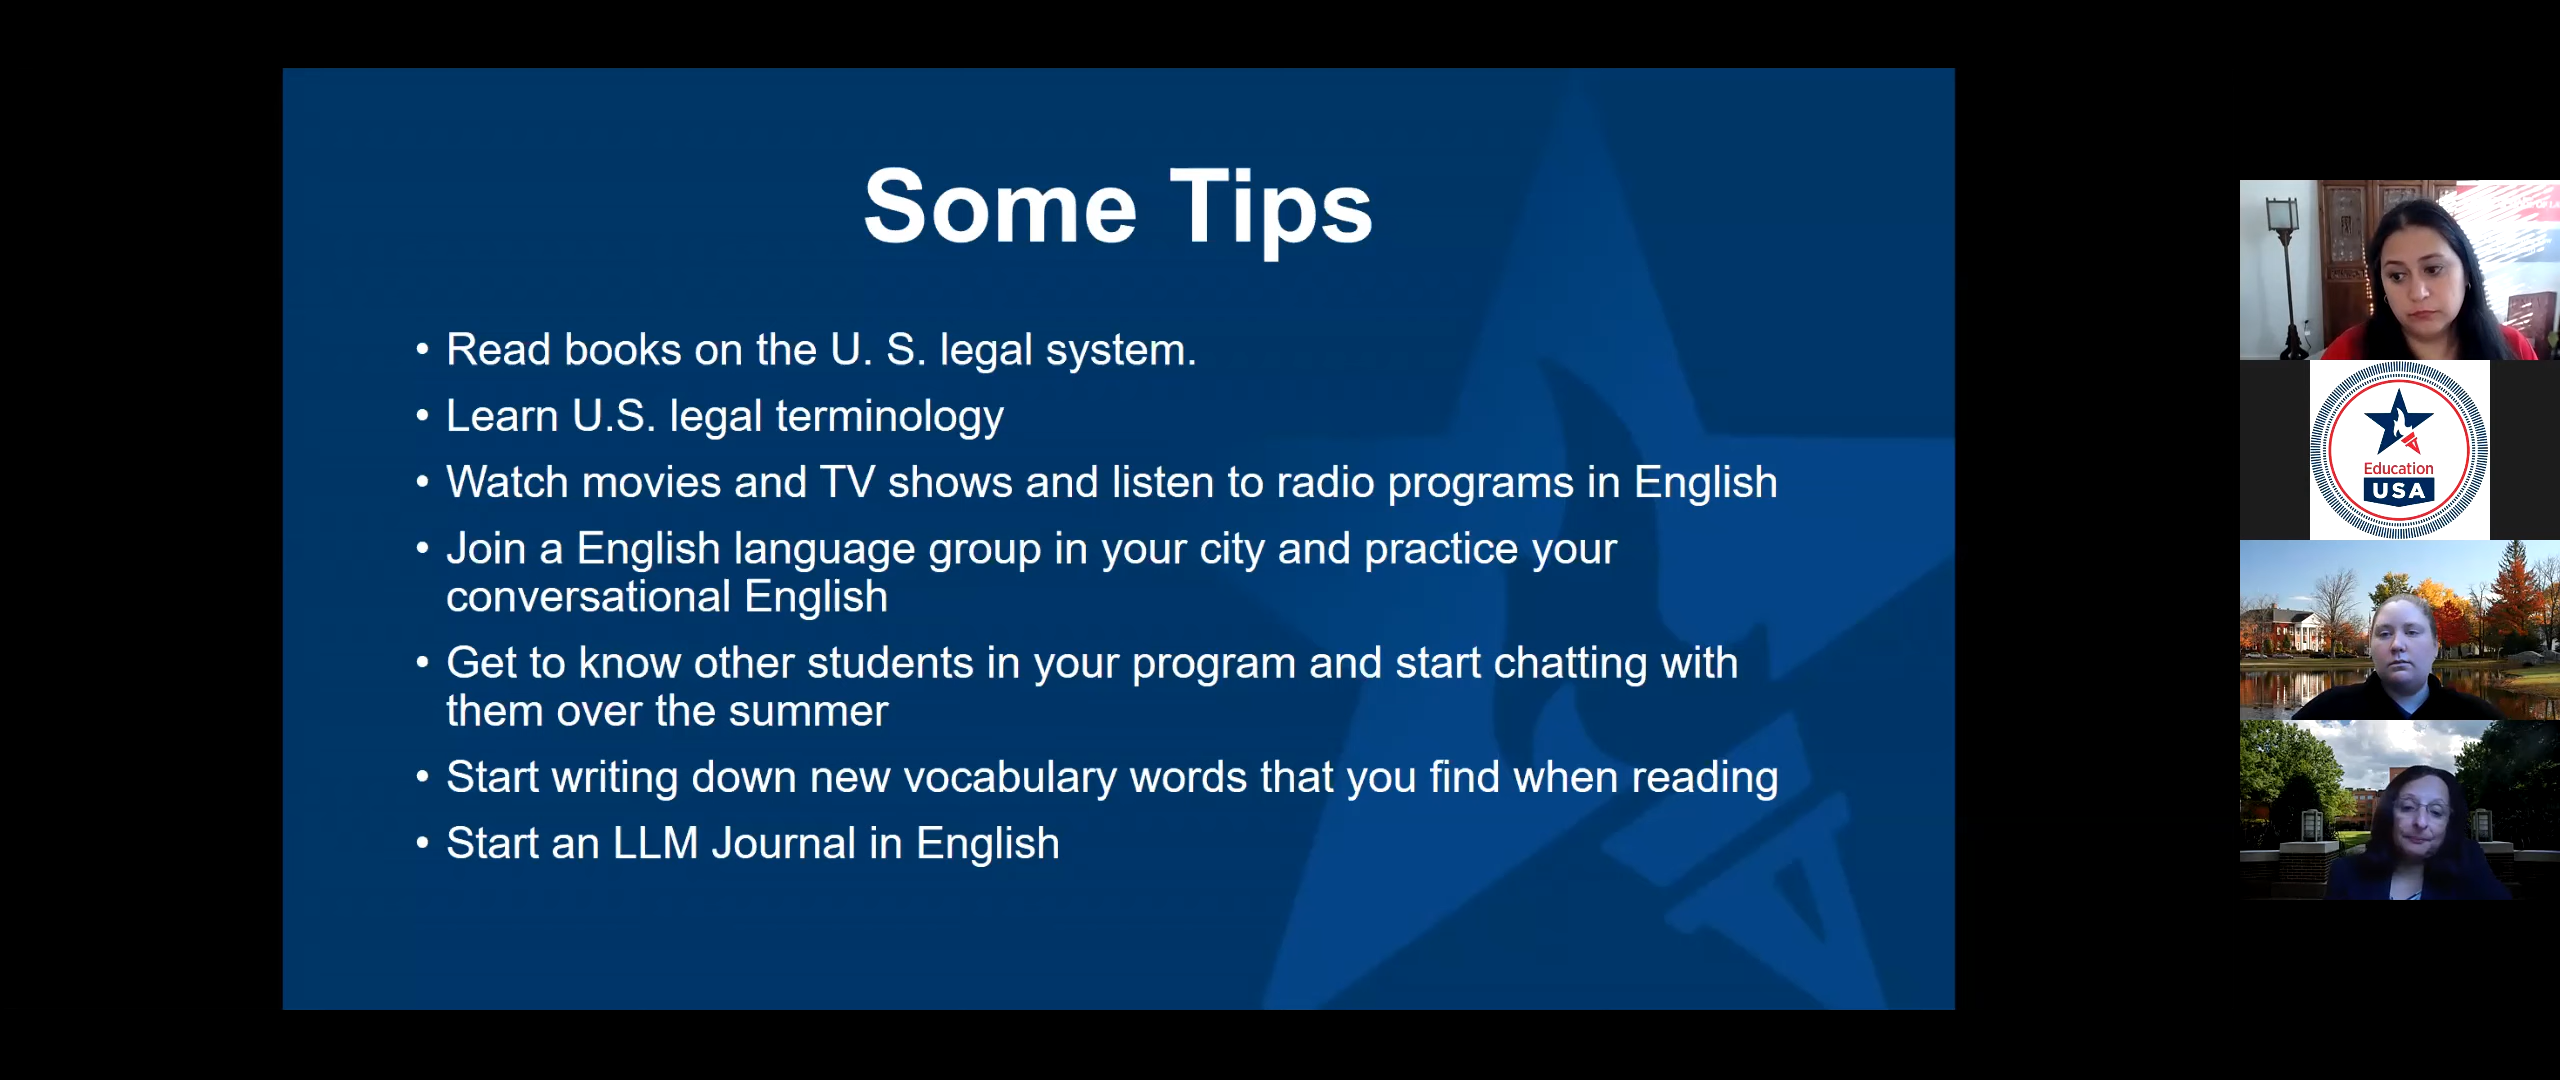 Some Tips
• Read books on the U. S. legal system.
• Learn U.S. legal terminology
• Watch movies and TV shows and listen to radio programs in English
• Join a English language group in your city and practice your
conversational English
• Get to know other students in your program and start chatting with
them over the summer
• Start writing down new vocabulary words that you find when reading
• Start an LLM Journal in English
Education
USA